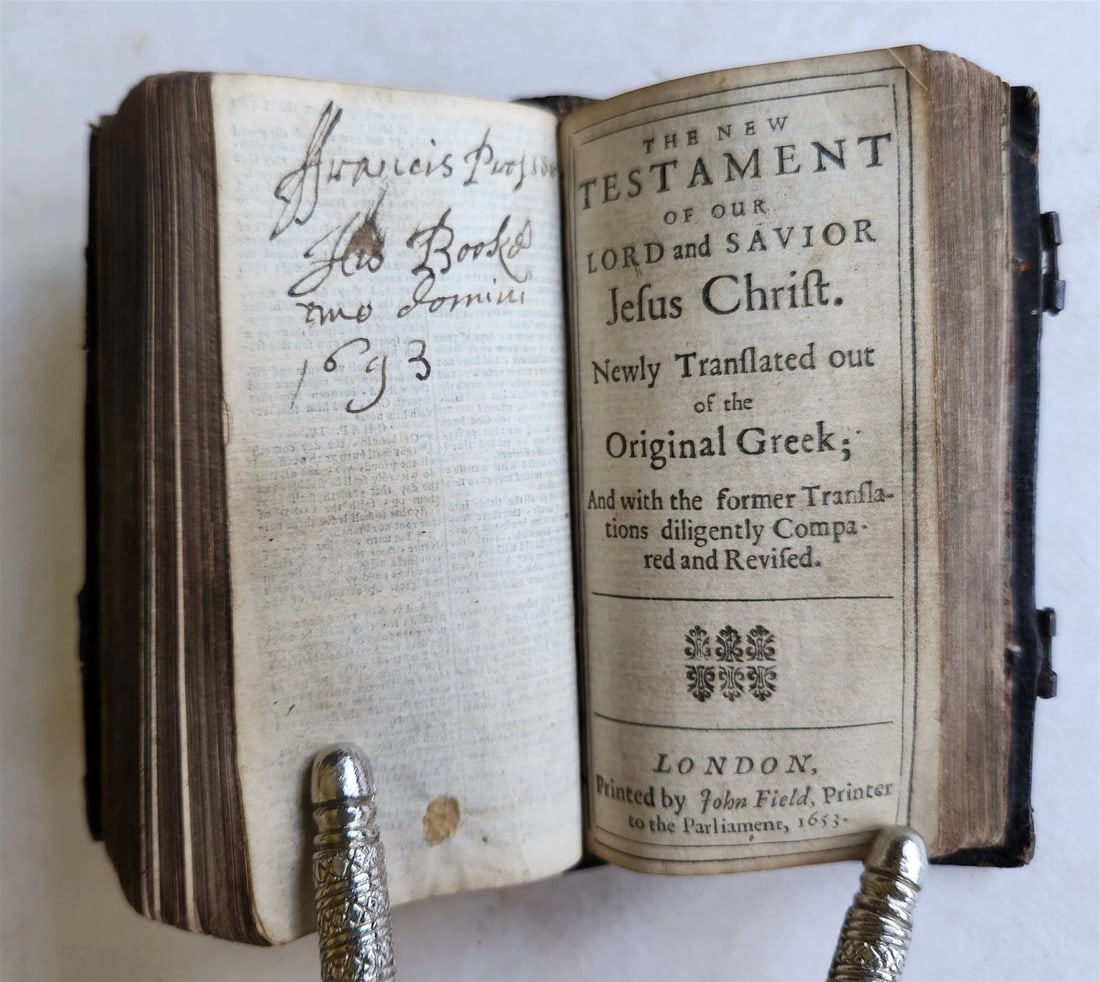 Francis
His Booke
domini
1693
THE NEW
TESTAMENT
OF OUR
LORD and SAVIOR
Jeſus Chriſt.
Newly Tranſlated out
of the
Original Greek;
And with the former Tranſla-
tions diligently Compa-
red and Reviſed.
LONDON,
Printed by John Field, Printer
to the Parliament, 1653.